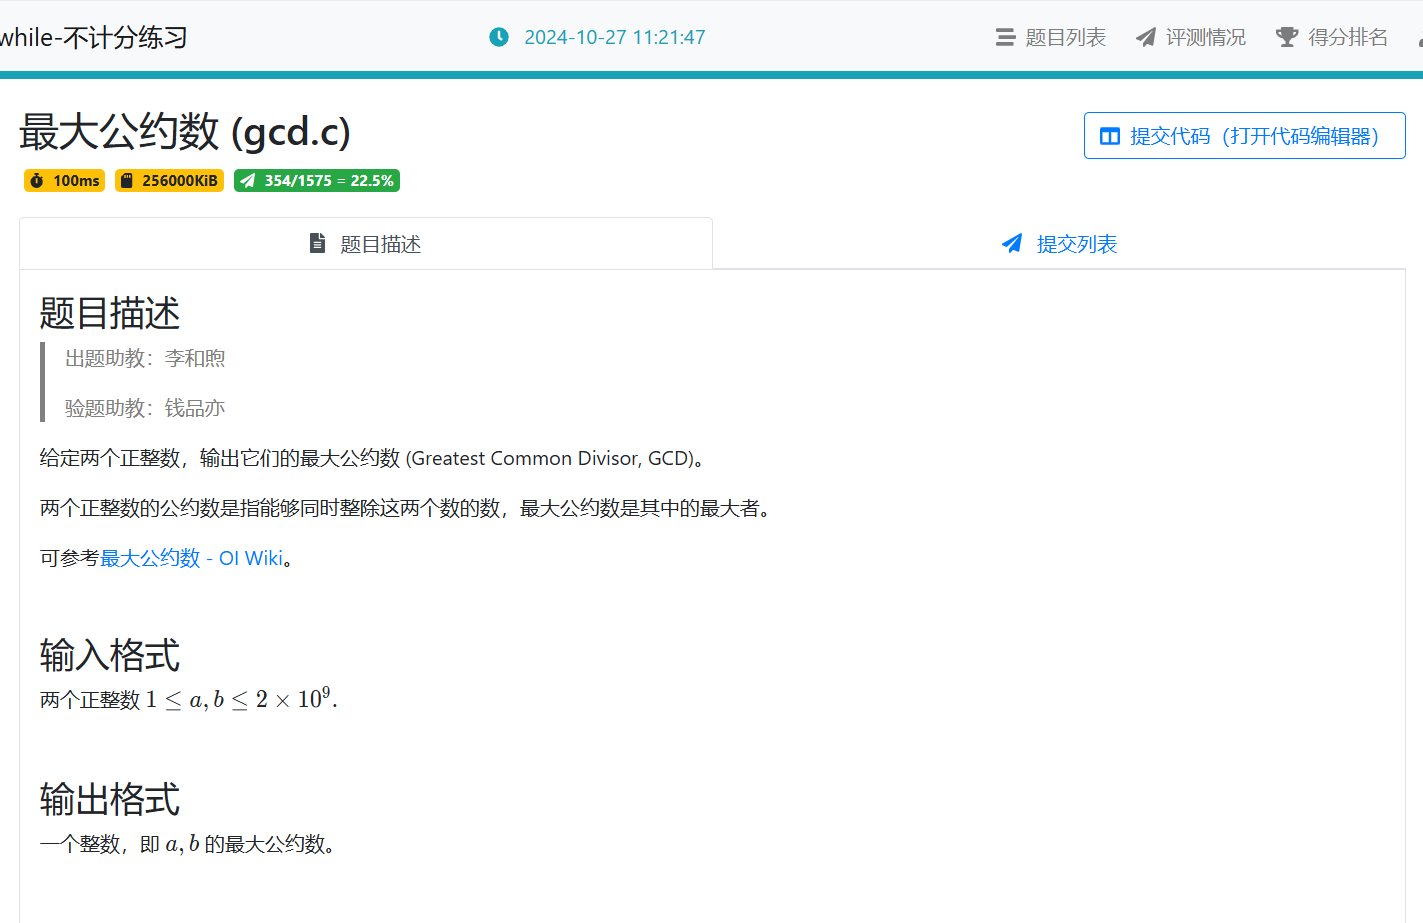 while-不计分练习
2024-10-27 11:21:47
题目列表
评测情况
得分排名
最大公约数 (gcd.c)
提交代码（打开代码编辑器）
100ms
256000KiB
354/1575 = 22.5%
题目描述
提交列表
题目描述
出题助教：李和煦
验题助教：钱品亦
给定两个正整数，输出它们的最大公约数 (Greatest Common Divisor, GCD)。
两个正整数的公约数是指能够同时整除这两个数的数，最大公约数是其中的最大者。
可参考最大公约数 - OI Wiki。
输入格式
两个正整数 1 ≤ a, b ≤ 2 × 10⁹.
输出格式
一个整数，即 a, b 的最大公约数。